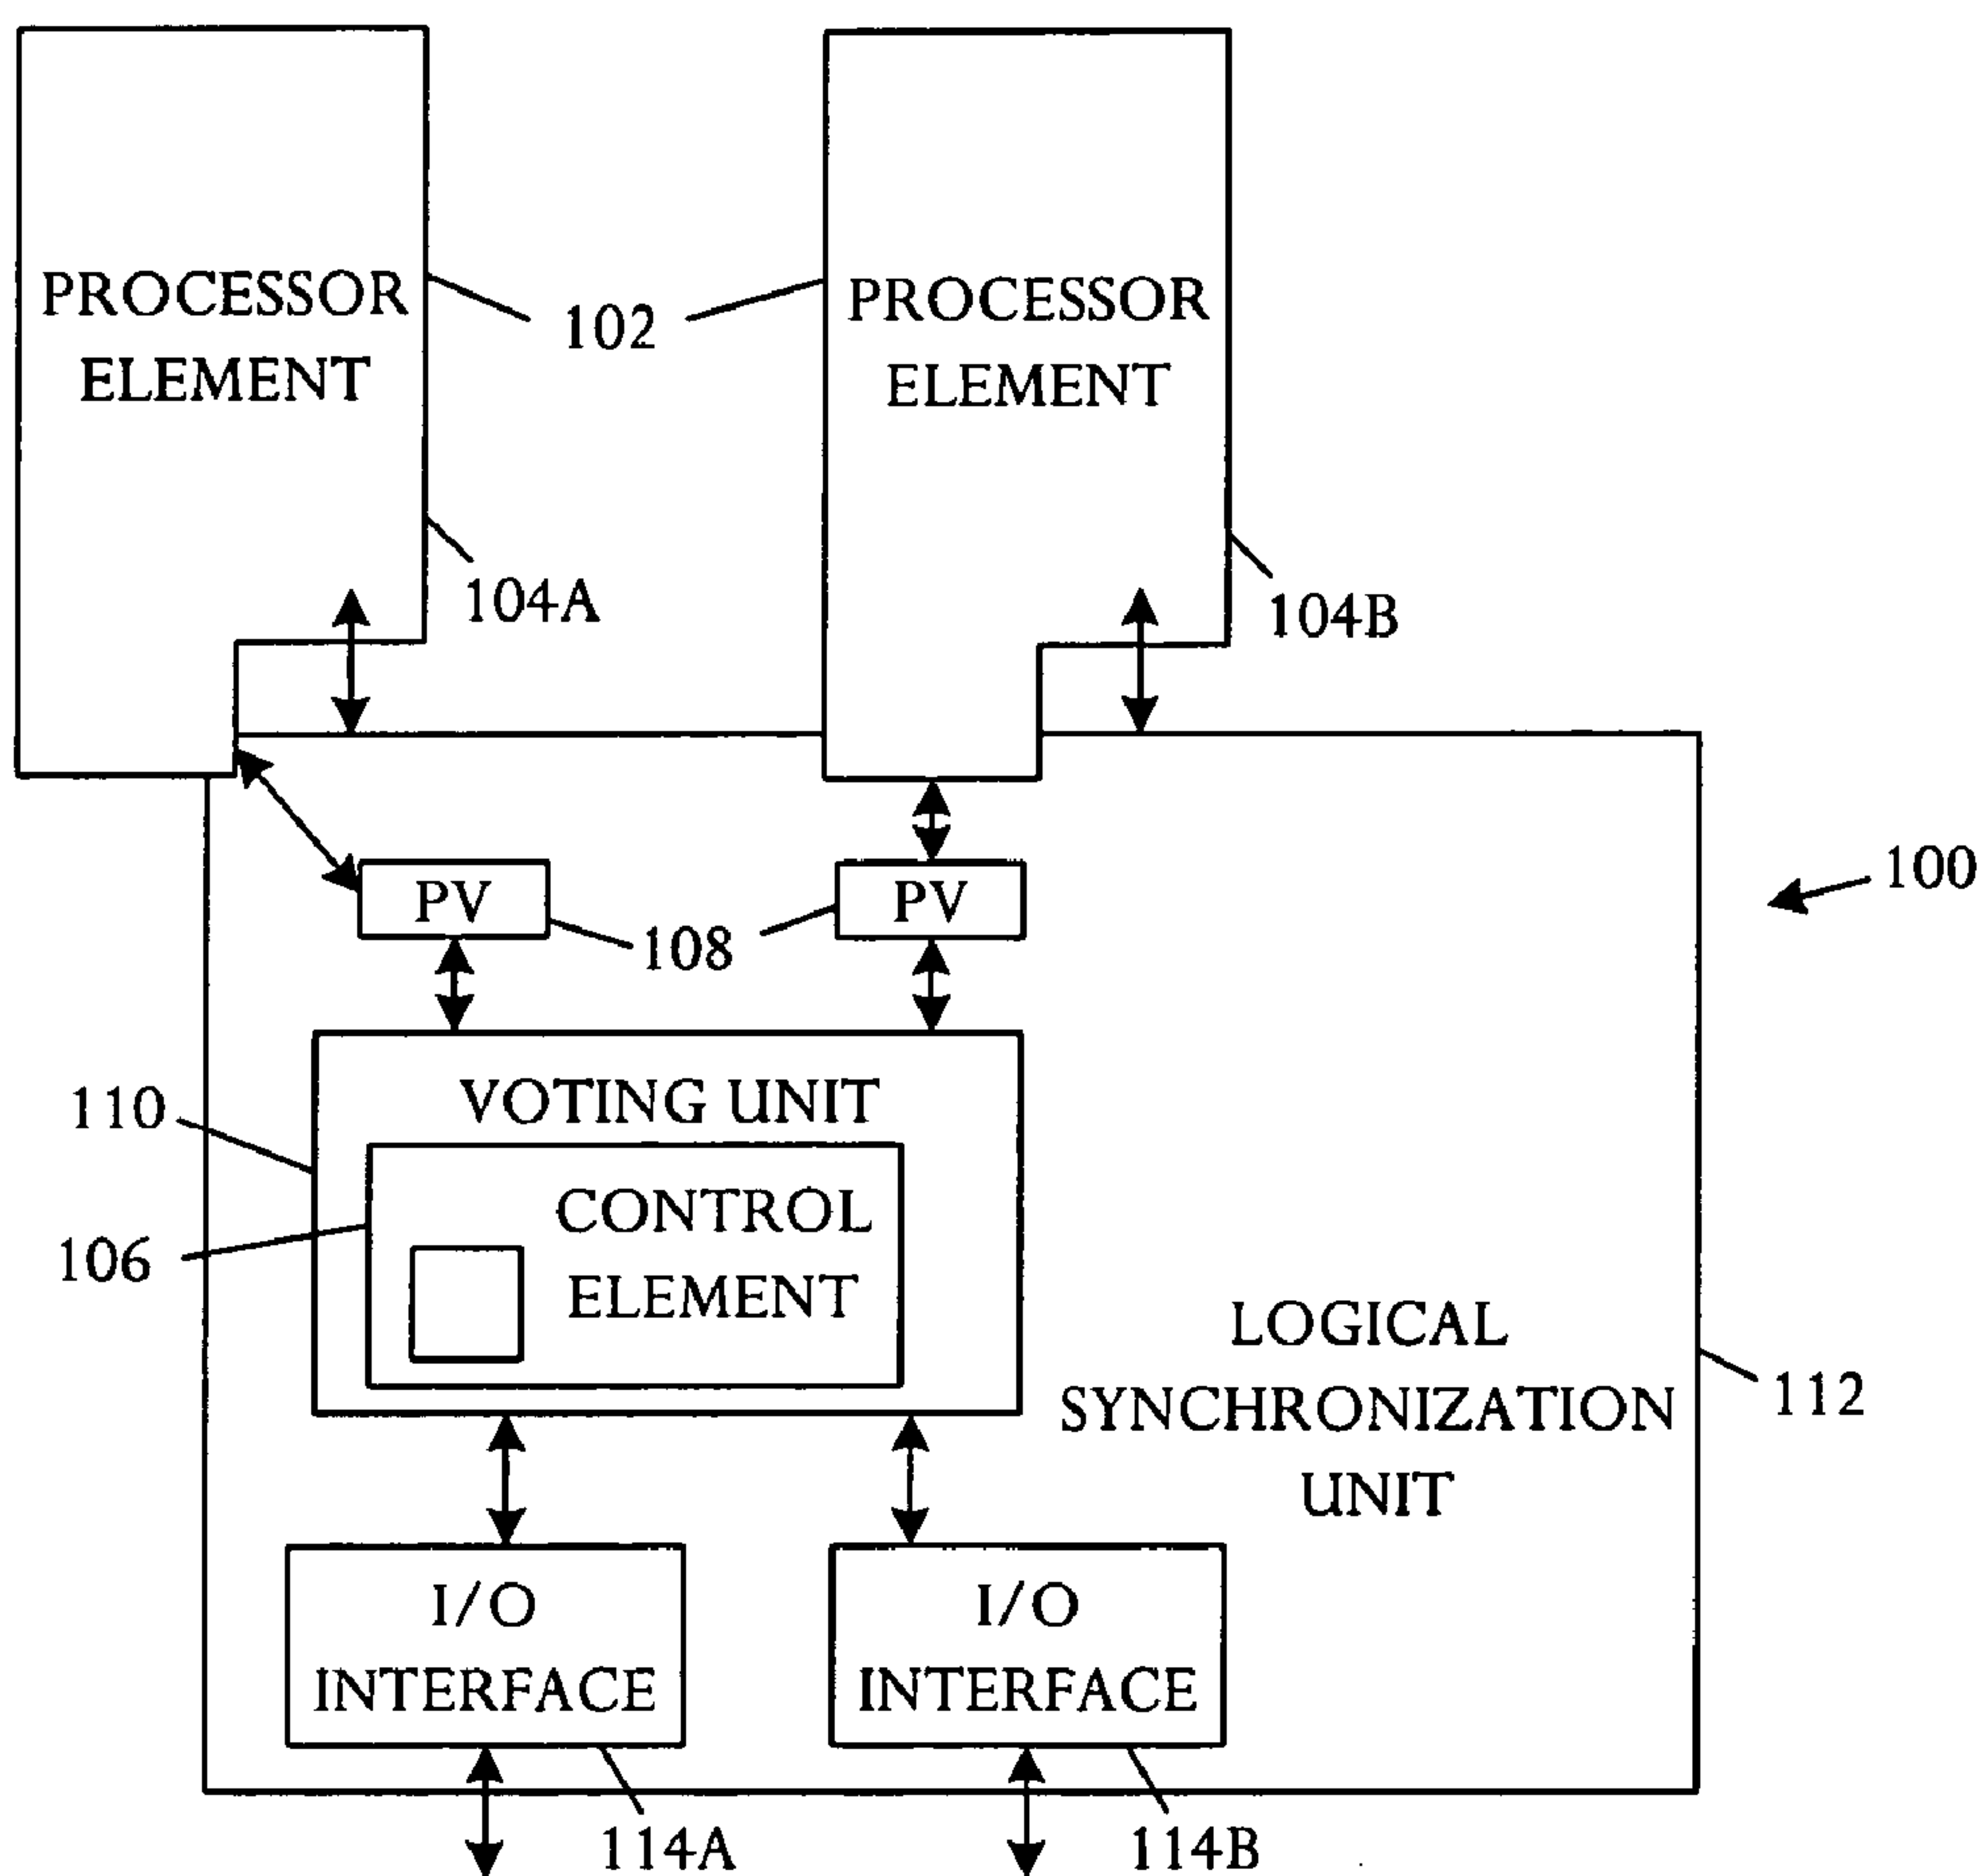 PROCESSOR
ELEMENT
102
PROCESSOR
ELEMENT
104A
104B
PV
108
PV
100
110
VOTING UNIT
106
CONTROL
ELEMENT
LOGICAL
SYNCHRONIZATION
UNIT
112
I/O
INTERFACE
I/O
INTERFACE
114A
114B